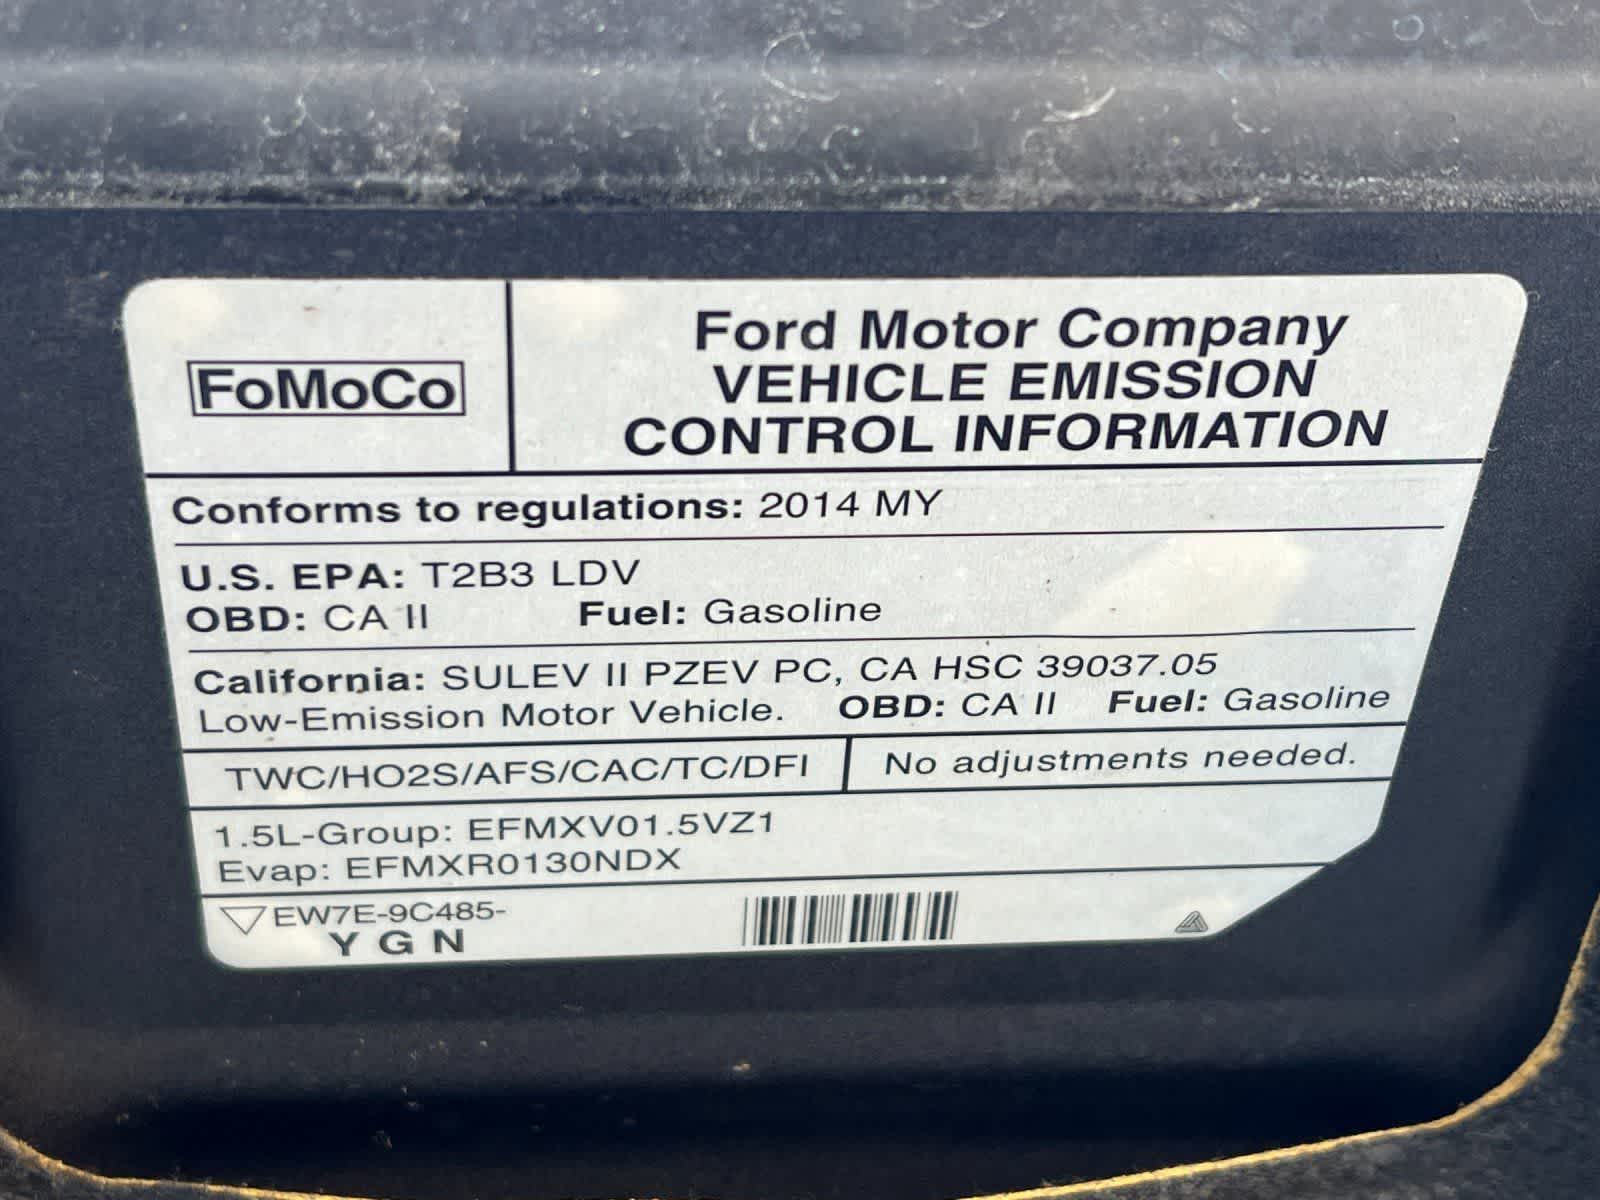 FoMoCo
Ford Motor Company
VEHICLE EMISSION
CONTROL INFORMATION
Conforms to regulations: 2014 MY
U.S. EPA: T2B3 LDV
OBD: CA II Fuel: Gasoline
California: SULEV II PZEV PC, CA HSC 39037.05
Low-Emission Motor Vehicle. OBD: CA II Fuel: Gasoline
TWC/HO2S/AFS/CAC/TC/DFI No adjustments needed.
1.5L-Group: EFMXV01.5VZ1
Evap: EFMXR0130NDX
EW7E-9C485-
Y G N